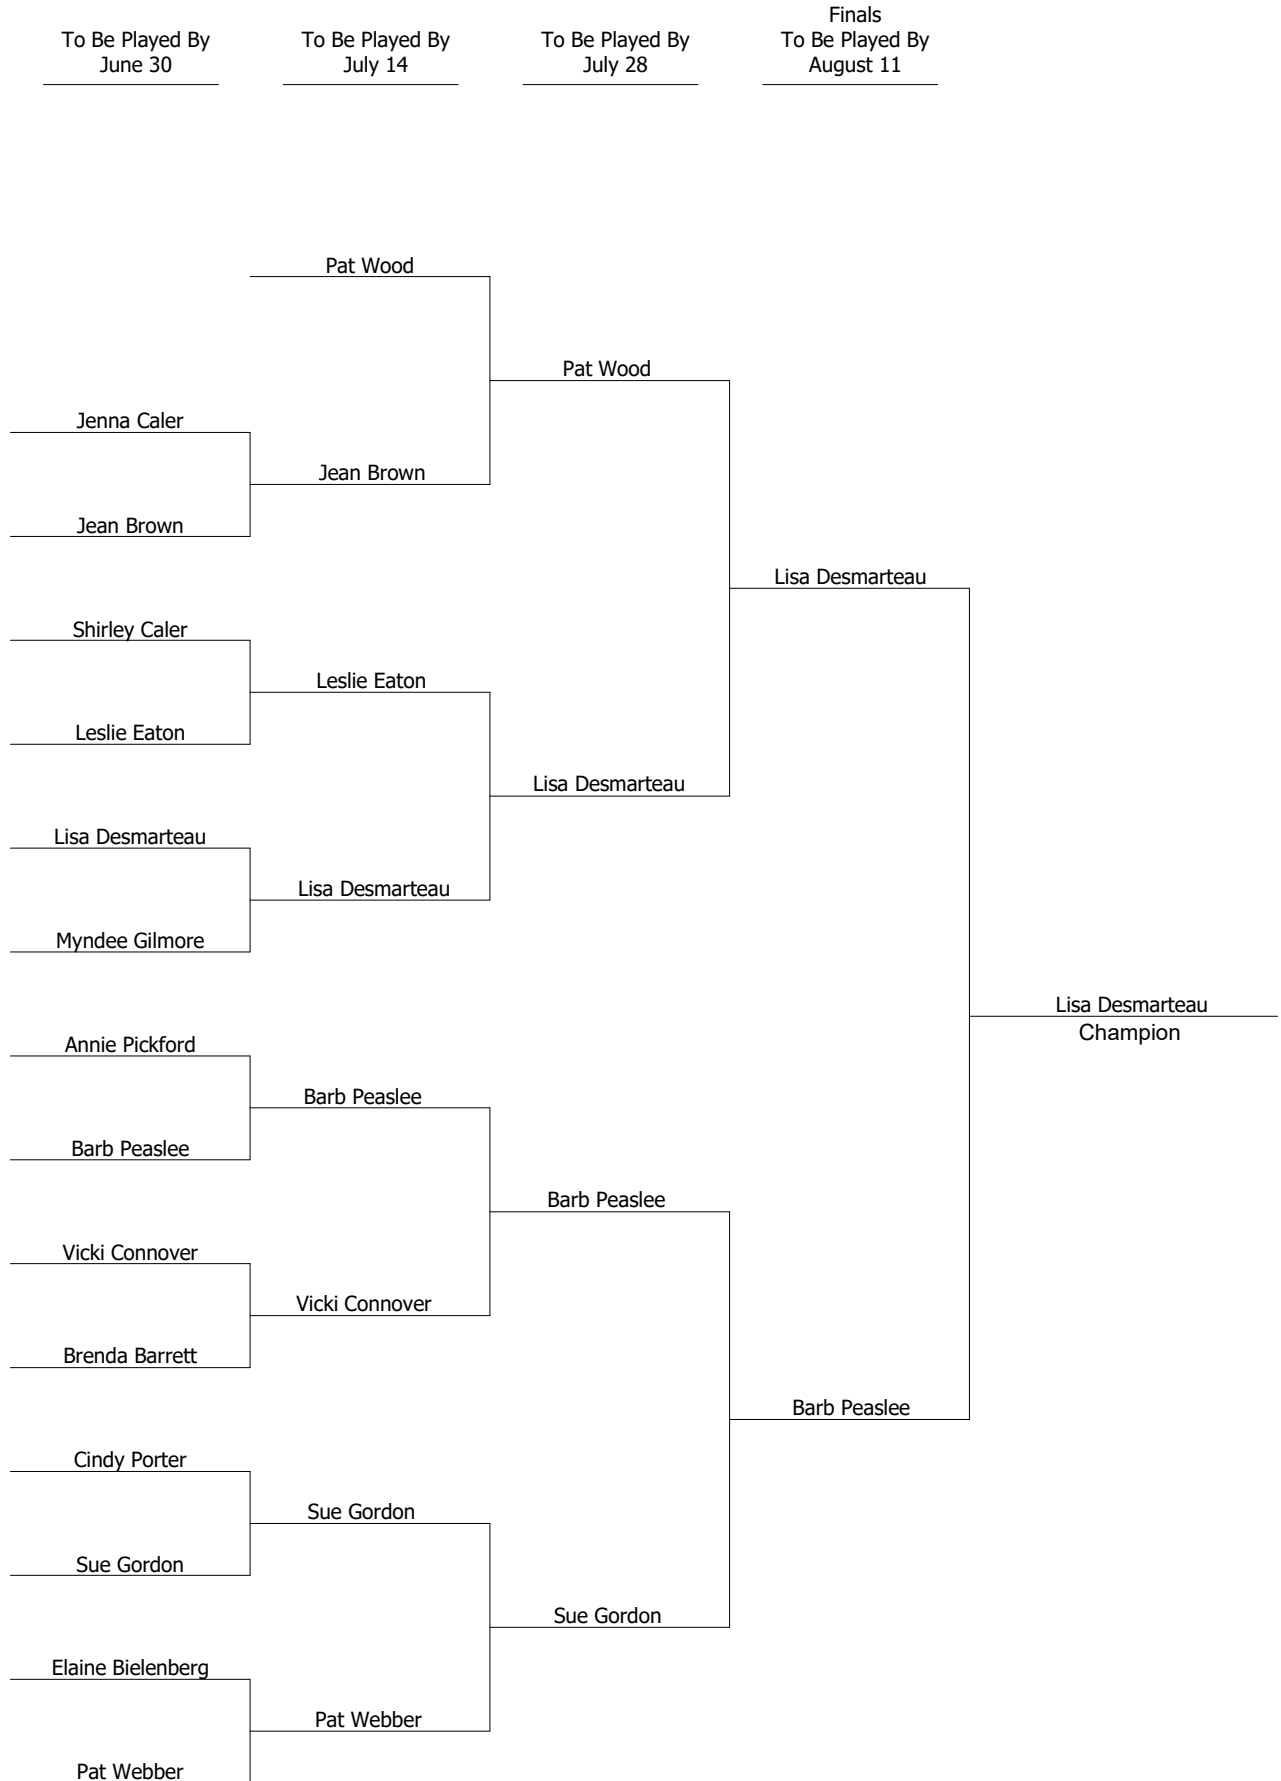 To Be Played By
June 30
To Be Played By
July 14
To Be Played By
July 28
Finals
To Be Played By
August 11
Pat Wood
Pat Wood
Jenna Caler
Jean Brown
Jean Brown
Lisa Desmarteau
Shirley Caler
Leslie Eaton
Leslie Eaton
Lisa Desmarteau
Lisa Desmarteau
Lisa Desmarteau
Myndee Gilmore
Lisa Desmarteau
Champion
Annie Pickford
Barb Peaslee
Barb Peaslee
Barb Peaslee
Vicki Connover
Vicki Connover
Brenda Barrett
Barb Peaslee
Cindy Porter
Sue Gordon
Sue Gordon
Sue Gordon
Elaine Bielenberg
Pat Webber
Pat Webber